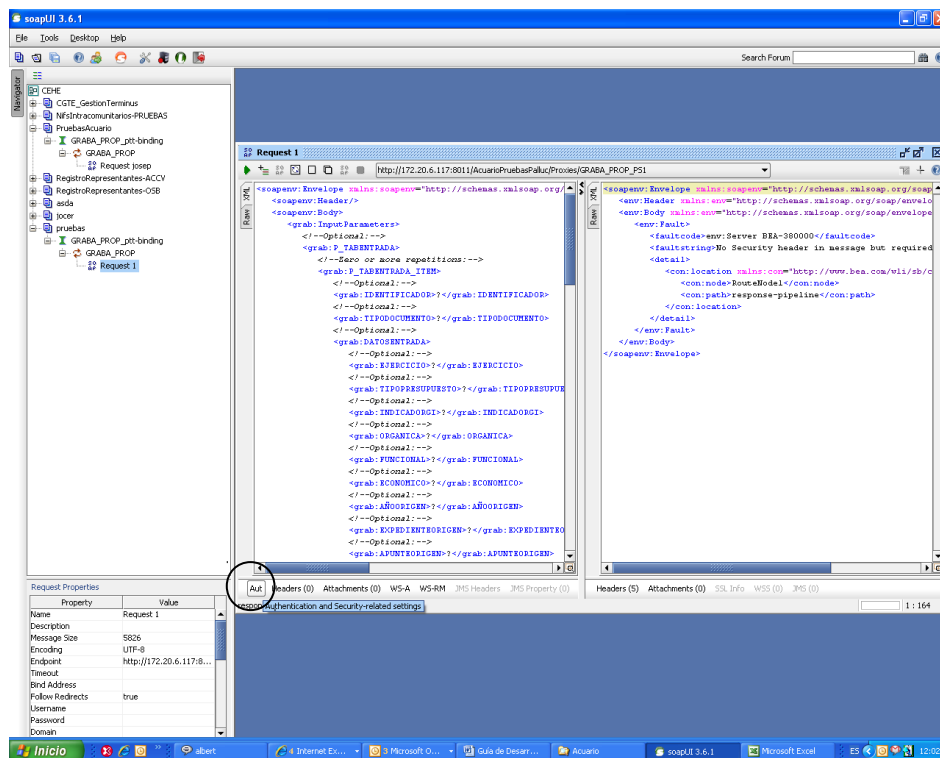 soapUI 3.6.1
File Tools Desktop Help
Search Forum
Navigator
CEHE
CGTE_GestionTerminus
NifsIntracomunitarios-PRUEBAS
PruebasAcuario
GRABA_PROP_ptt-binding
GRABA_PROP
Request josep
RegistroRepresentantes-ACCV
RegistroRepresentantes-OSB
asda
jocer
pruebas
GRABA_PROP_ptt-binding
GRABA_PROP
Request 1
Request 1
http://172.20.6.117:8011/AcuarioPruebasPalluc/Proxies/GRABA_PROP_PS1
XML
Raw
<soapenv:Envelope xmlns:soapenv="http://schemas.xmlsoap.org/
<soapenv:Header/>
<soapenv:Body>
<grab:InputParameters>
<!--Optional:-->
<grab:P_TABENTRADA>
<!--Zero or more repetitions:-->
<grab:P_TABENTRADA_ITEM>
<!--Optional:-->
<grab:IDENTIFICADOR>?</grab:IDENTIFICADOR>
<!--Optional:-->
<grab:TIPODOCUMENTO>?</grab:TIPODOCUMENTO>
<!--Optional:-->
<grab:DATOSENTRADA>
<!--Optional:-->
<grab:EJERCICIO>?</grab:EJERCICIO>
<!--Optional:-->
<grab:TIPOPRESUPUESTO>?</grab:TIPOPRESUPUE
<!--Optional:-->
<grab:INDICADORGI>?</grab:INDICADORGI>
<!--Optional:-->
<grab:ORGANICA>?</grab:ORGANICA>
<!--Optional:-->
<grab:FUNCIONAL>?</grab:FUNCIONAL>
<!--Optional:-->
<grab:ECONOMICO>?</grab:ECONOMICO>
<!--Optional:-->
<grab:AÑOORIGEN>?</grab:AÑOORIGEN>
<!--Optional:-->
<grab:EXPEDIENTEORIGEN>?</grab:EXPEDIENTEO
<!--Optional:-->
<grab:APUNTEORIGEN>?</grab:APUNTEORIGEN>
XML
Raw
<soapenv:Envelope xmlns:soapenv="http://schemas.xmlsoap.org/soap
<env:Header xmlns:env="http://schemas.xmlsoap.org/soap/envelo
<env:Body xmlns:env="http://schemas.xmlsoap.org/soap/envelope
<env:Fault>
<faultcode>env:Server BEA-380000</faultcode>
<faultstring>No Security header in message but required
<detail>
<con:location xmlns:con="http://www.bea.com/wli/sb/c
<con:node>RouteNode1</con:node>
<con:path>response-pipeline</con:path>
</con:location>
</detail>
</env:Fault>
</env:Body>
</soapenv:Envelope>
Aut Headers (0) Attachments (0) WS-A WS-RM JMS Headers JMS Property (0)
Headers (5) Attachments (0) SSL Info WSS (0) JMS (0)
respon Authentication and Security-related settings
1 : 164
Request Properties
Property Value
Name Request 1
Description
Message Size 5826
Encoding UTF-8
Endpoint http://172.20.6.117:8...
Timeout
Bind Address
Follow Redirects true
Username
Password
Domain
Inicio albert 4 Internet Ex... 3 Microsoft O... Guía de Desarr... Acuario soapUI 3.6.1 Microsoft Excel ES 12:02